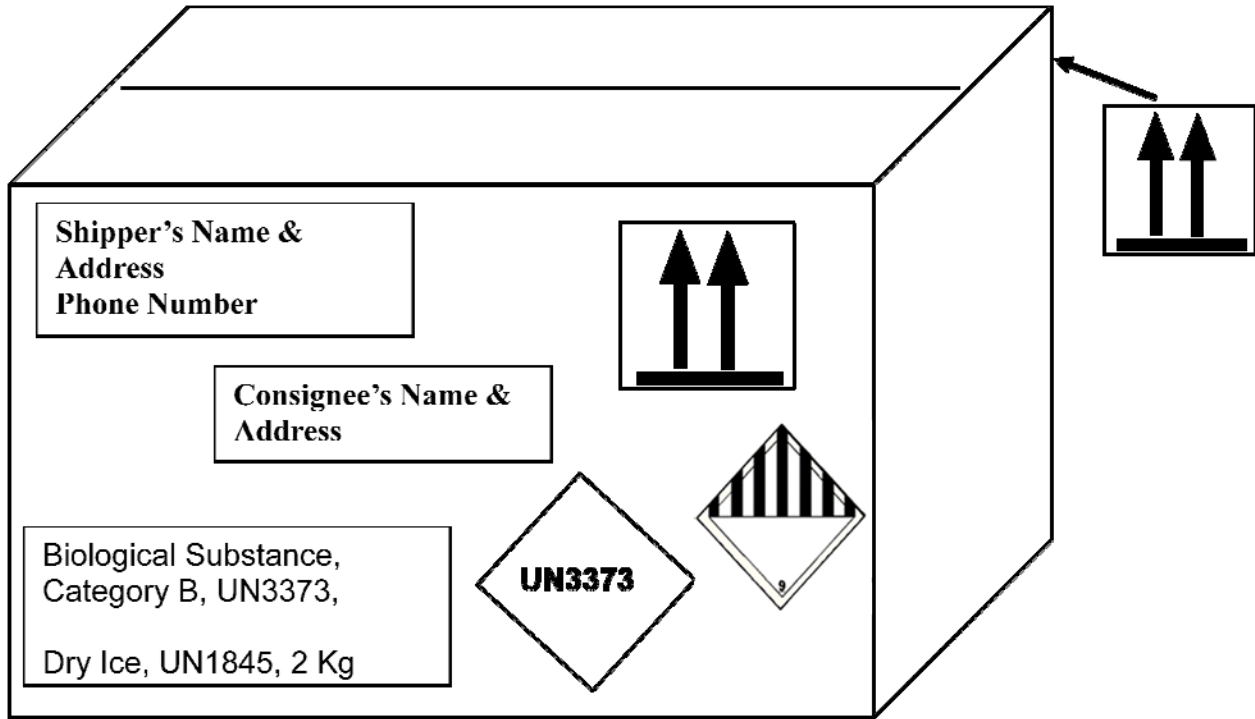 Shipper's Name &
Address
Phone Number
Consignee's Name &
Address
Biological Substance,
Category B, UN3373,
Dry Ice, UN1845, 2 Kg
UN3373
9